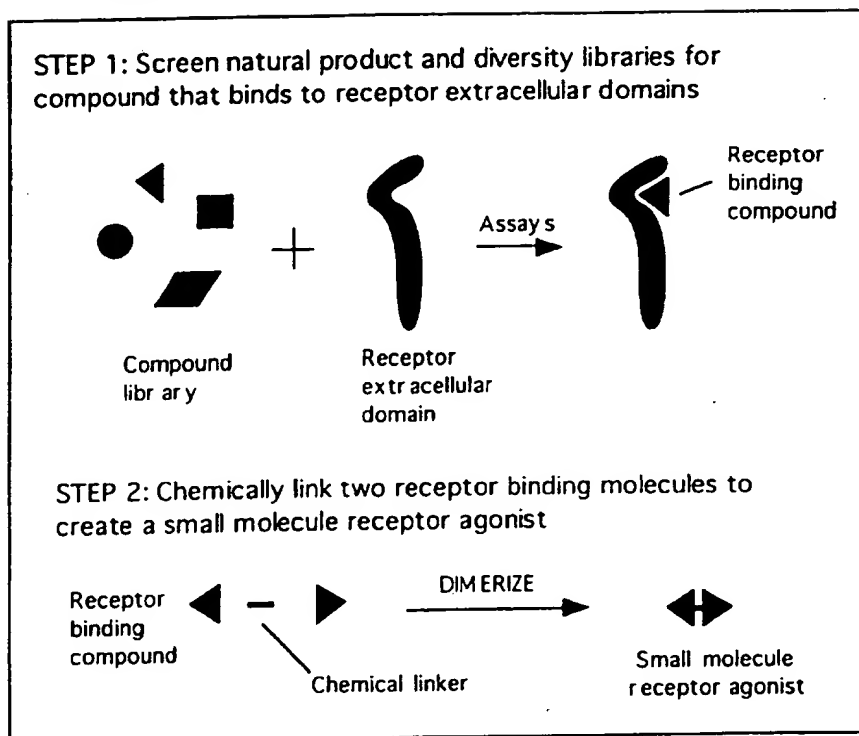 STEP 1: Screen natural product and diversity libraries for
compound that binds to receptor extracellular domains
Receptor
binding
compound
Assays
Compound
library
Receptor
extracellular
domain
STEP 2: Chemically link two receptor binding molecules to
create a small molecule receptor agonist
Receptor
binding
compound
DIMERIZE
Chemical linker
Small molecule
receptor agonist